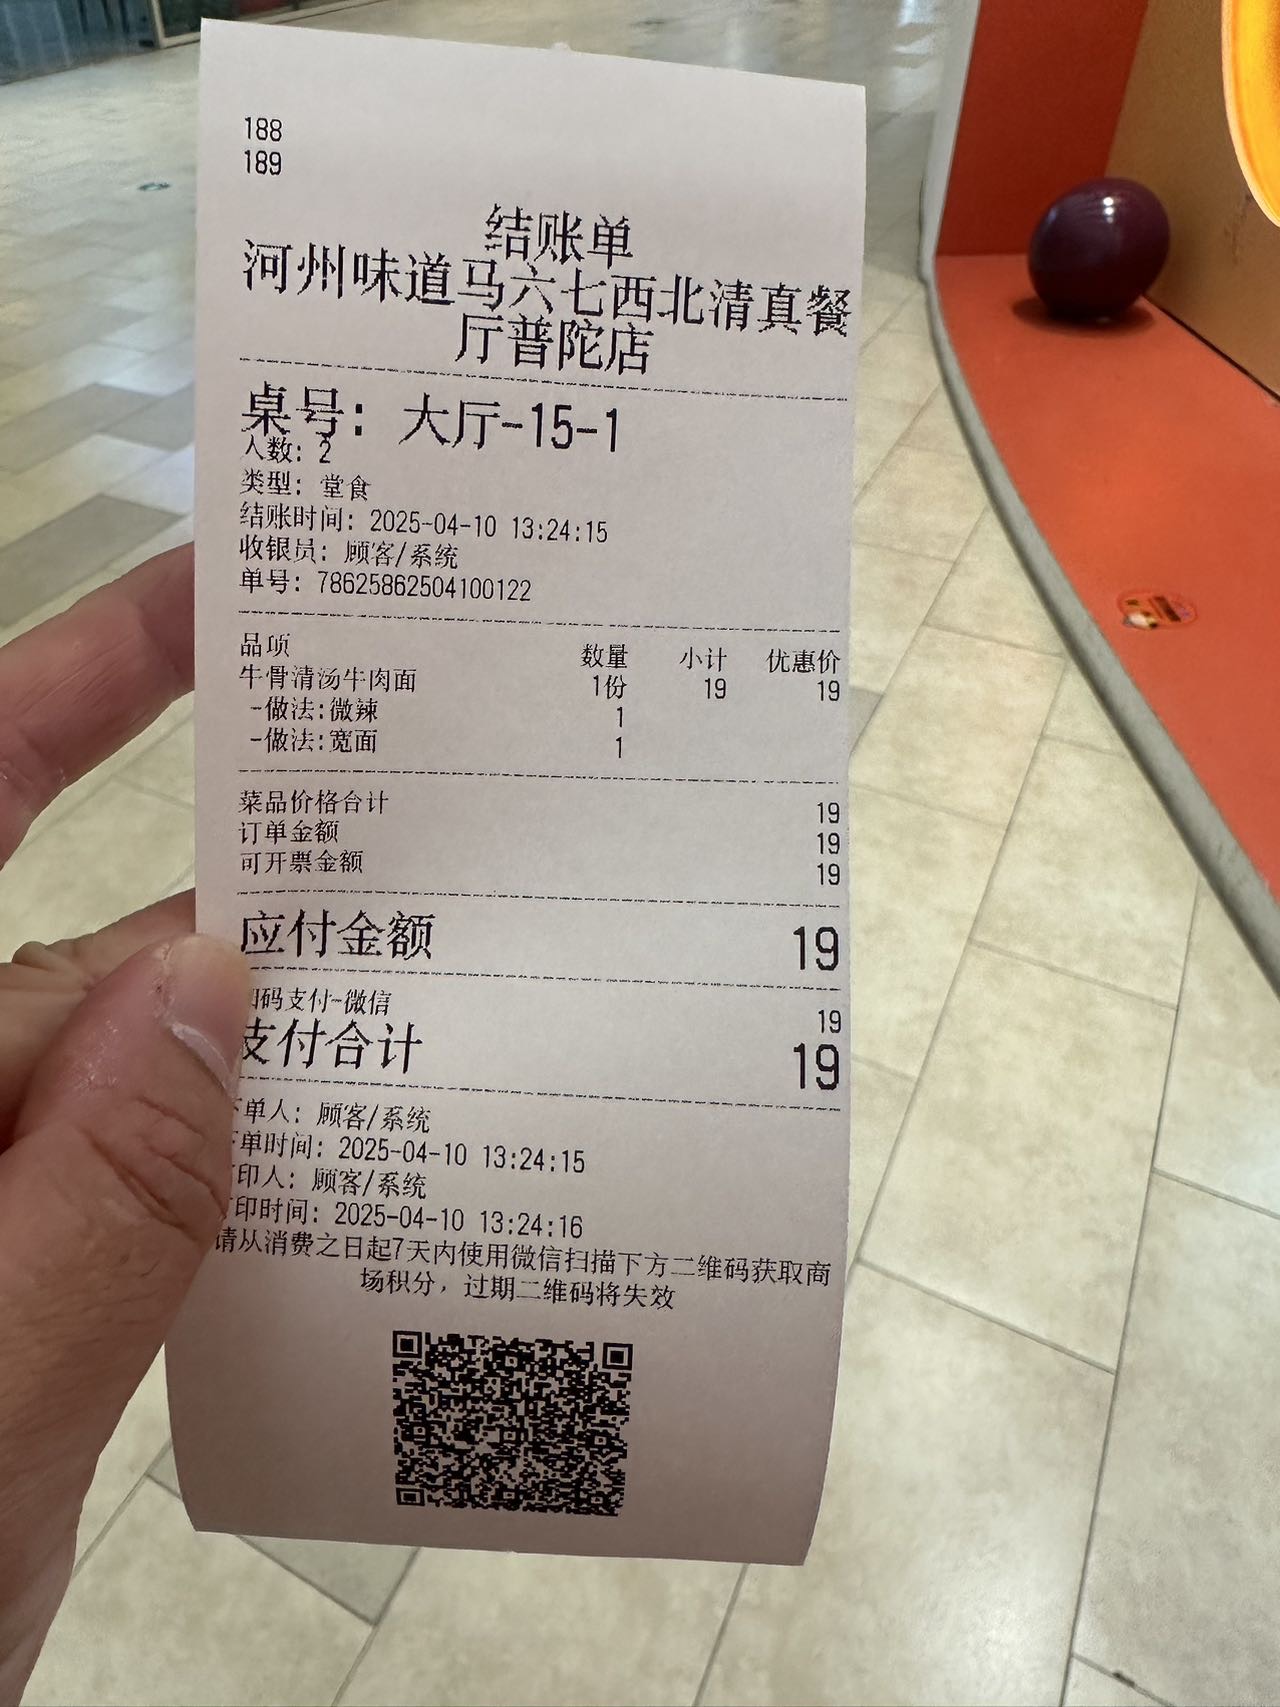 188
189
结账单
河州味道马六七西北清真餐
厅普陀店
桌号: 大厅-15-1
人数: 2
类型: 堂食
结账时间: 2025-04-10 13:24:15
收银员: 顾客/系统
单号: 78625862504100122
品项 数量 小计 优惠价
牛骨清汤牛肉面 1份 19 19
-做法:微辣 1
-做法:宽面 1
菜品价格合计 19
订单金额 19
可开票金额 19
应付金额 19
扫码支付-微信 19
支付合计 19
下单人: 顾客/系统
下单时间: 2025-04-10 13:24:15
打印人: 顾客/系统
打印时间: 2025-04-10 13:24:16
请从消费之日起7天内使用微信扫描下方二维码获取商
场积分，过期二维码将失效